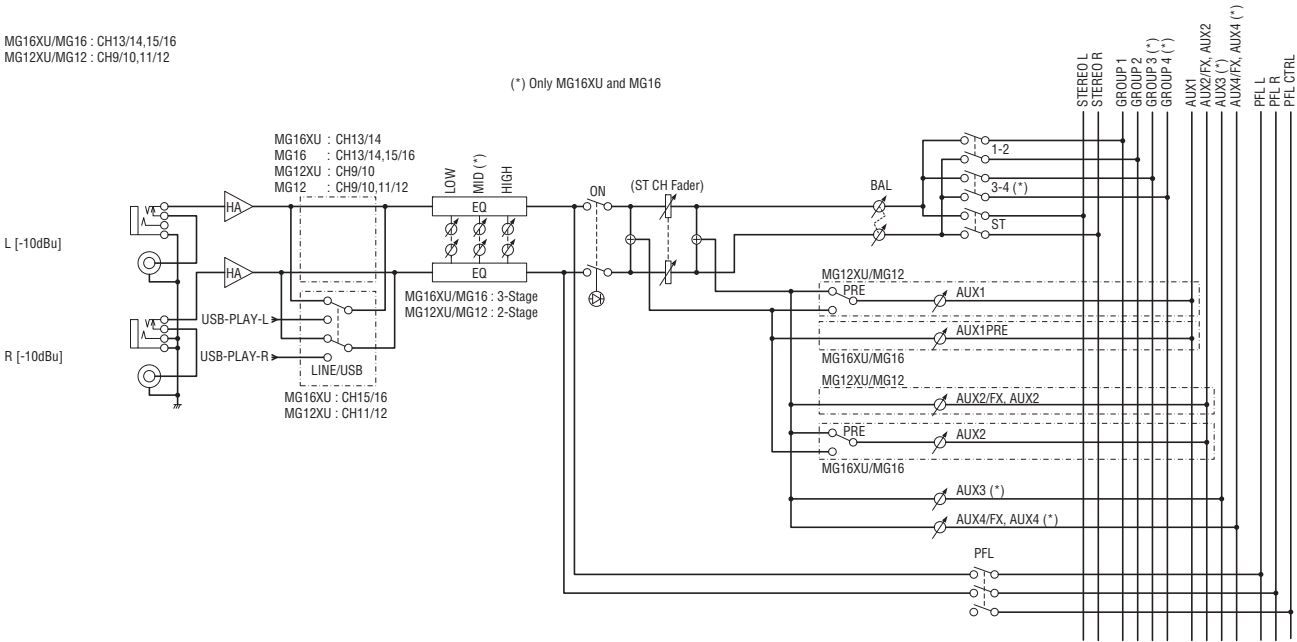 MG16XU/MG16 : CH13/14,15/16
MG12XU/MG12 : CH9/10,11/12
(*) Only MG16XU and MG16
STEREO L
STEREO R
GROUP 1
GROUP 2
GROUP 3 (*)
GROUP 4 (*)
AUX1
AUX2/FX, AUX2
AUX3 (*)
AUX4/FX, AUX4 (*)
PFL L
PFL R
PFL CTRL
MG16XU : CH13/14
MG16 : CH13/14,15/16
MG12XU : CH9/10
MG12 : CH9/10,11/12
LOW
MID (*)
HIGH
ON
(ST CH Fader)
BAL
1-2
3-4 (*)
ST
HA
EQ
L [-10dBu]
HA
EQ
MG16XU/MG16 : 3-Stage
MG12XU/MG12 : 2-Stage
USB-PLAY-L
R [-10dBu]
USB-PLAY-R
LINE/USB
MG16XU : CH15/16
MG12XU : CH11/12
MG12XU/MG12
PRE
AUX1
AUX1PRE
MG16XU/MG16
MG12XU/MG12
AUX2/FX, AUX2
PRE
AUX2
MG16XU/MG16
AUX3 (*)
AUX4/FX, AUX4 (*)
PFL